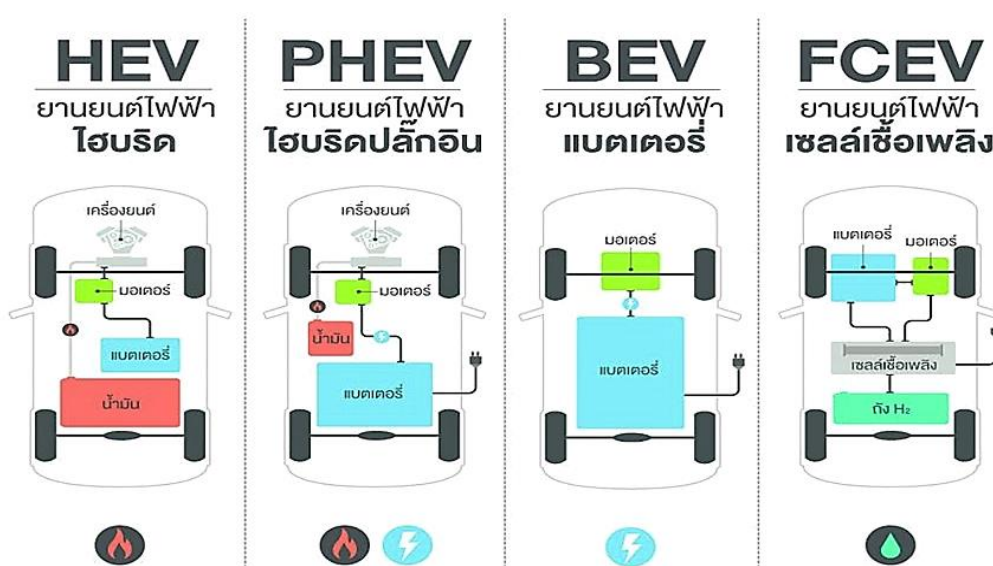 HEV
ยานยนต์ไฟฟ้า
ไฮบริด
เครื่องยนต์
มอเตอร์
แบตเตอรี่
น้ำมัน
PHEV
ยานยนต์ไฟฟ้า
ไฮบริดปลั๊กอิน
เครื่องยนต์
มอเตอร์
น้ำมัน
แบตเตอรี่
BEV
ยานยนต์ไฟฟ้า
แบตเตอรี่
มอเตอร์
แบตเตอรี่
FCEV
ยานยนต์ไฟฟ้า
เซลล์เชื้อเพลิง
แบตเตอรี่
มอเตอร์
เซลล์เชื้อเพลิง
ถัง H₂